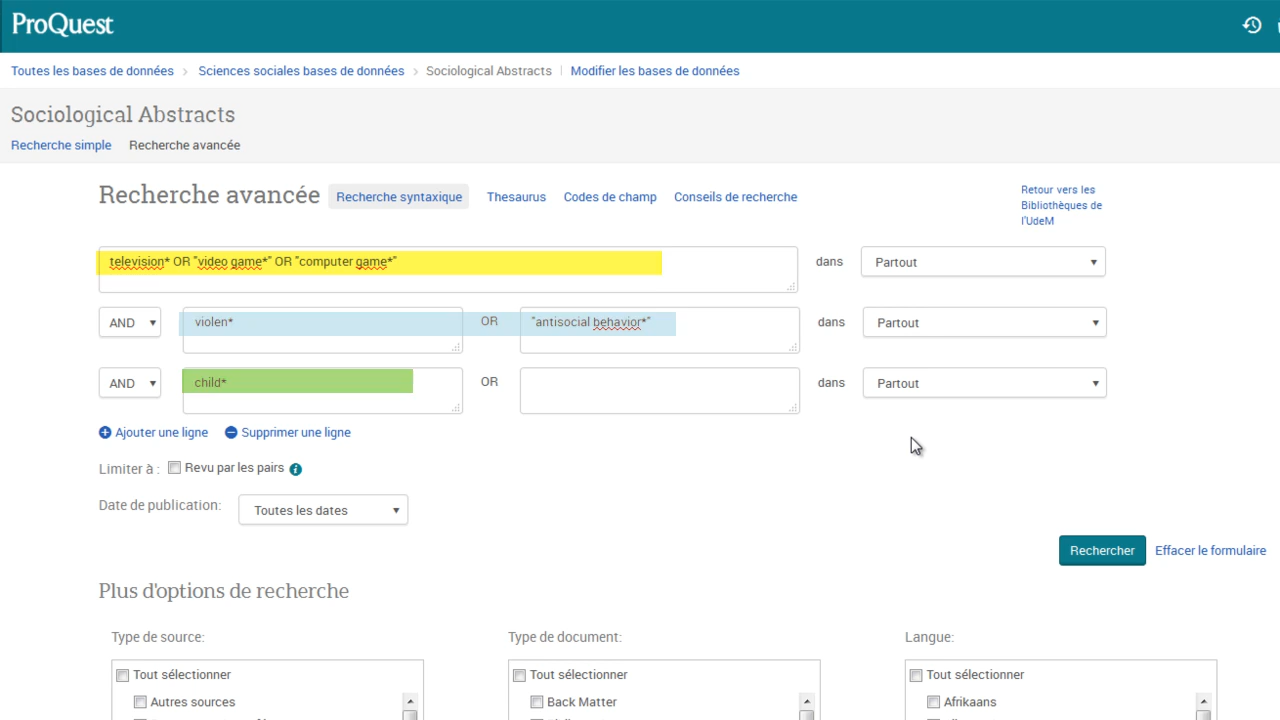 ProQuest
Toutes les bases de données > Sciences sociales bases de données > Sociological Abstracts | Modifier les bases de données
Sociological Abstracts
Recherche simple Recherche avancée
Recherche avancée Recherche syntaxique Thesaurus Codes de champ Conseils de recherche
Retour vers les
Bibliothèques de
l'UdeM
television* OR "video game*" OR "computer game*" dans Partout
AND violen* OR "antisocial behavior*" dans Partout
AND child* OR dans Partout
Ajouter une ligne Supprimer une ligne
Limiter à : Revu par les pairs
Date de publication: Toutes les dates
Rechercher Effacer le formulaire
Plus d'options de recherche
Type de source: Type de document: Langue:
Tout sélectionner Tout sélectionner Tout sélectionner
Autres sources Back Matter Afrikaans